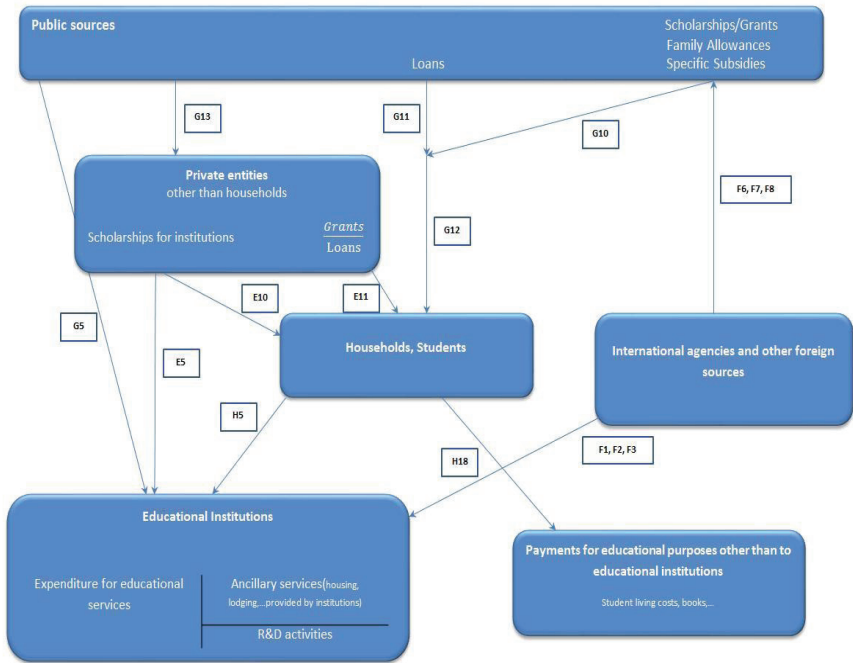 Public sources
Scholarships/Grants
Family Allowances
Loans
Specific Subsidies
G13
G11
G10
Private entities
other than households
Scholarships for institutions
Grants
Loans
F6, F7, F8
G12
E10
E11
G5
Households, Students
International agencies and other foreign
sources
E5
H5
H18
F1, F2, F3
Educational Institutions
Expenditure for educational
services
Ancillary services(housing,
lodging,...provided by institutions)
R&D activities
Payments for educational purposes other than to
educational institutions
Student living costs, books,...